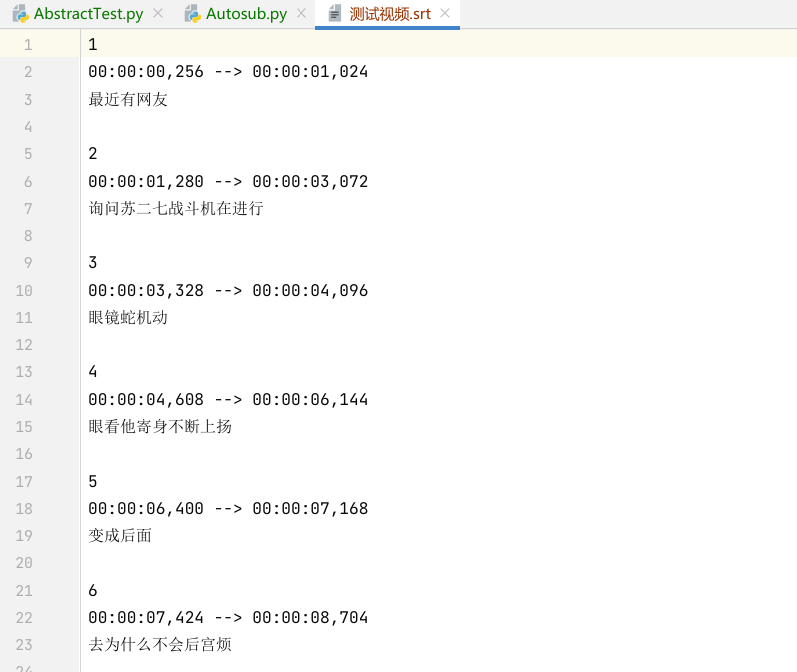 AbstractTest.py Autosub.py 测试视频.srt
1 1
2 00:00:00,256 --> 00:00:01,024
3 最近有网友
4
5 2
6 00:00:01,280 --> 00:00:03,072
7 询问苏二七战斗机在进行
8
9 3
10 00:00:03,328 --> 00:00:04,096
11 眼镜蛇机动
12
13 4
14 00:00:04,608 --> 00:00:06,144
15 眼看他寄身不断上扬
16
17 5
18 00:00:06,400 --> 00:00:07,168
19 变成后面
20
21 6
22 00:00:07,424 --> 00:00:08,704
23 去为什么不会后宫烦